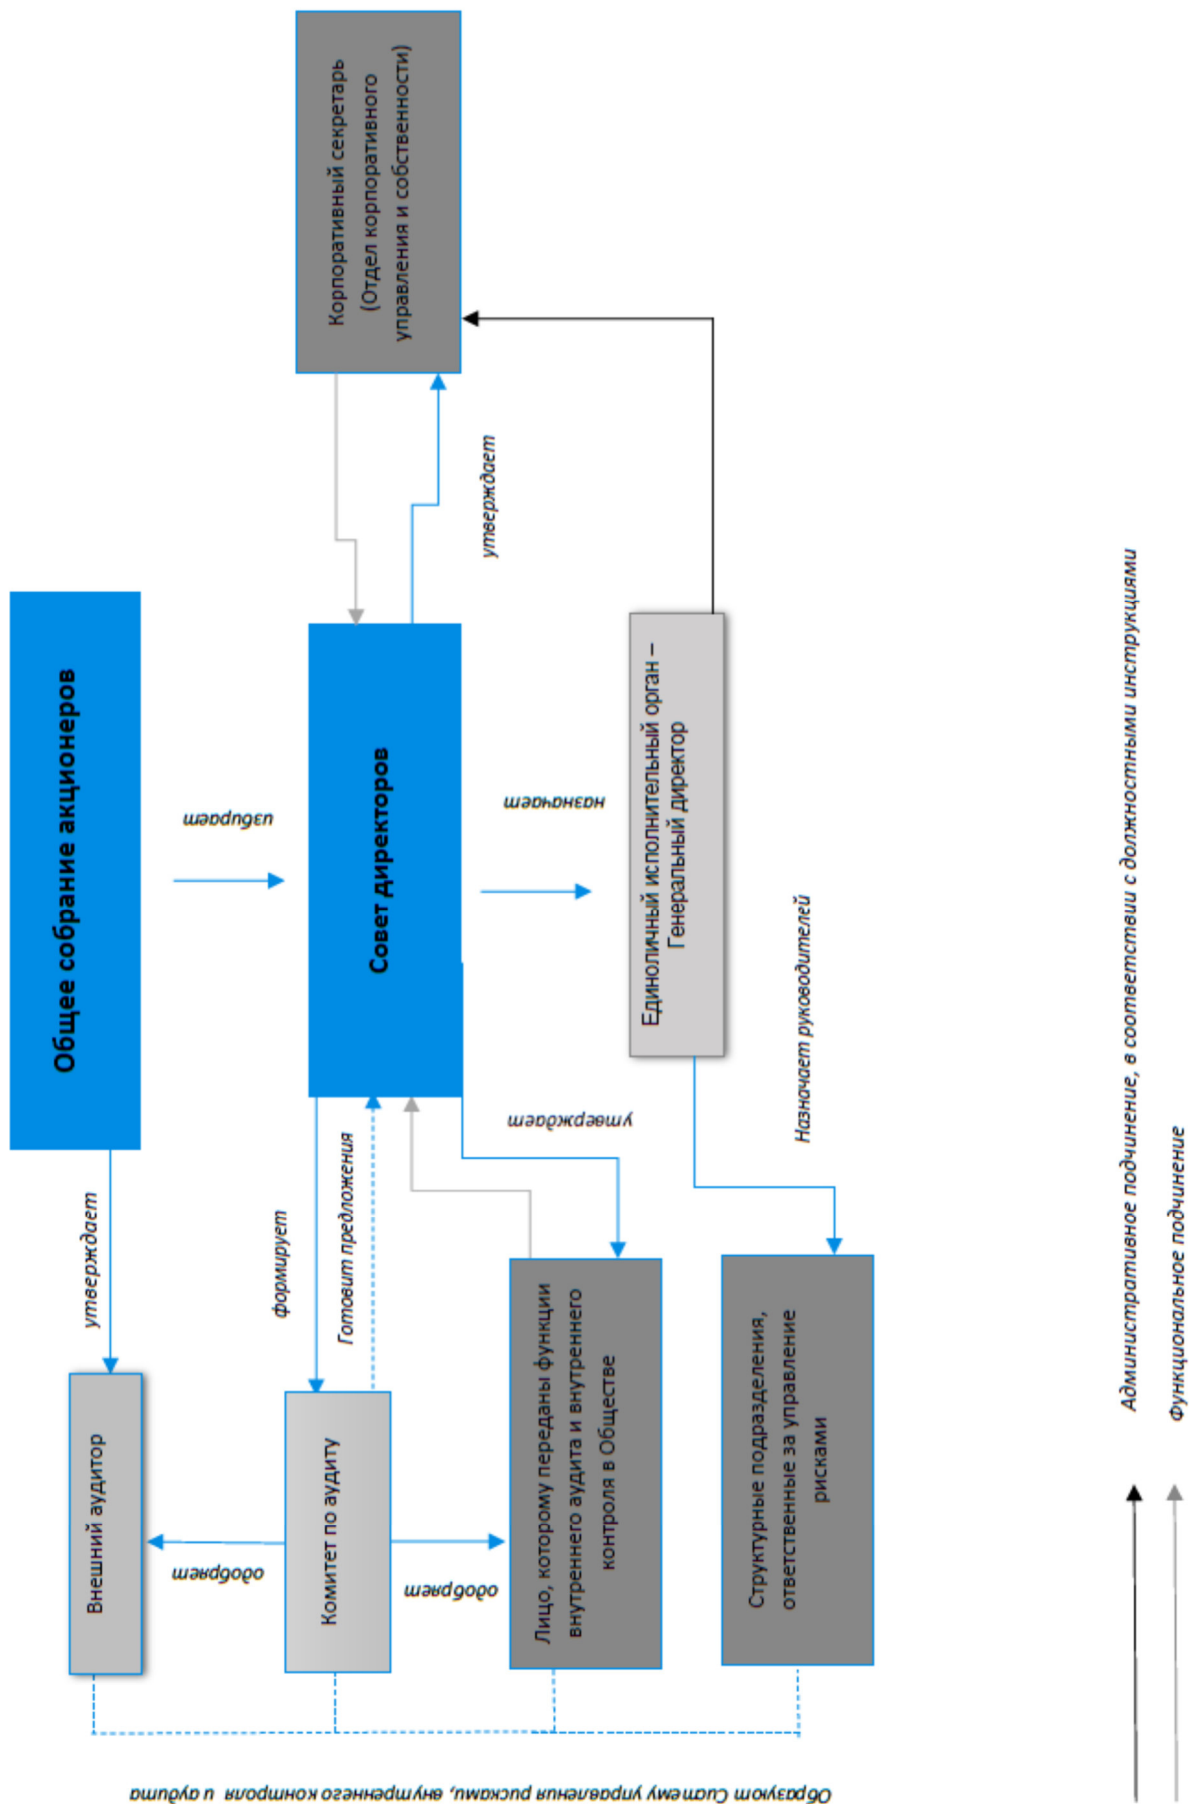 Общее собрание акционеров
утверждает
избирает
Внешний аудитор
одобряет
формирует
Готовит предложения
Совет директоров
Корпоративный секретарь
(Отдел корпоративного
управления и собственности)
утверждает
Комитет по аудиту
одобряет
утверждает
назначает
Лицо, которому переданы функции
внутреннего аудита и внутреннего
контроля в Обществе
Единоличный исполнительный орган –
Генеральный директор
Назначает руководителей
Структурные подразделения,
ответственные за управление
рисками
Образуют Систему управления рисками, внутреннего контроля и аудита
Административное подчинение, в соответствии с должностными инструкциями
Функциональное подчинение